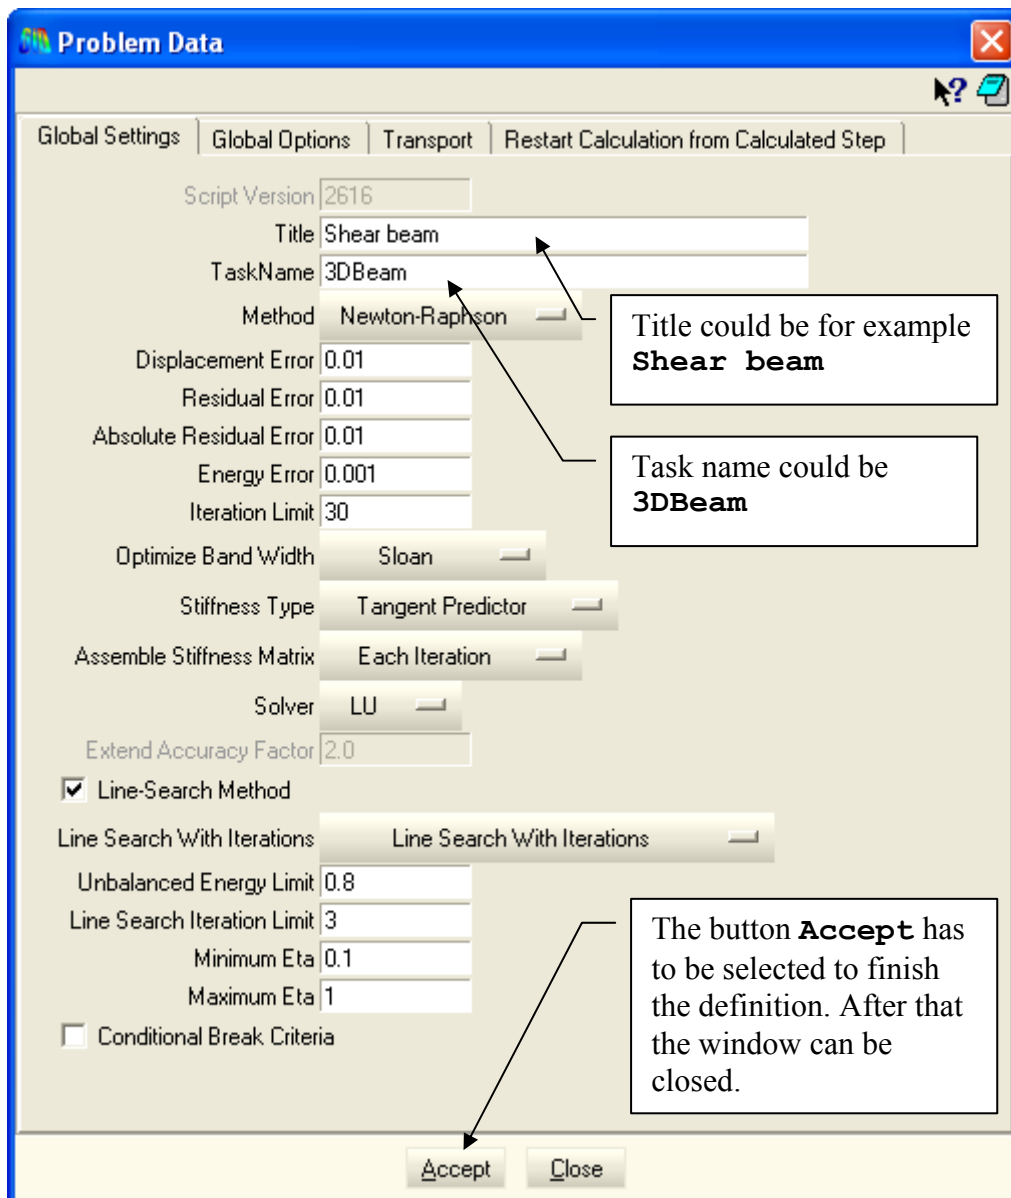 Problem Data
Global Settings Global Options Transport Restart Calculation from Calculated Step
Script Version 2616
Title Shear beam
TaskName 3DBeam
Method Newton-Raphson
Title could be for example
Shear beam
Displacement Error 0.01
Residual Error 0.01
Absolute Residual Error 0.01
Energy Error 0.001
Iteration Limit 30
Task name could be
3DBeam
Optimize Band Width Sloan
Stiffness Type Tangent Predictor
Assemble Stiffness Matrix Each Iteration
Solver LU
Extend Accuracy Factor 2.0
Line-Search Method
Line Search With Iterations Line Search With Iterations
Unbalanced Energy Limit 0.8
Line Search Iteration Limit 3
Minimum Eta 0.1
Maximum Eta 1
Conditional Break Criteria
The button Accept has
to be selected to finish
the definition. After that
the window can be
closed.
Accept Close